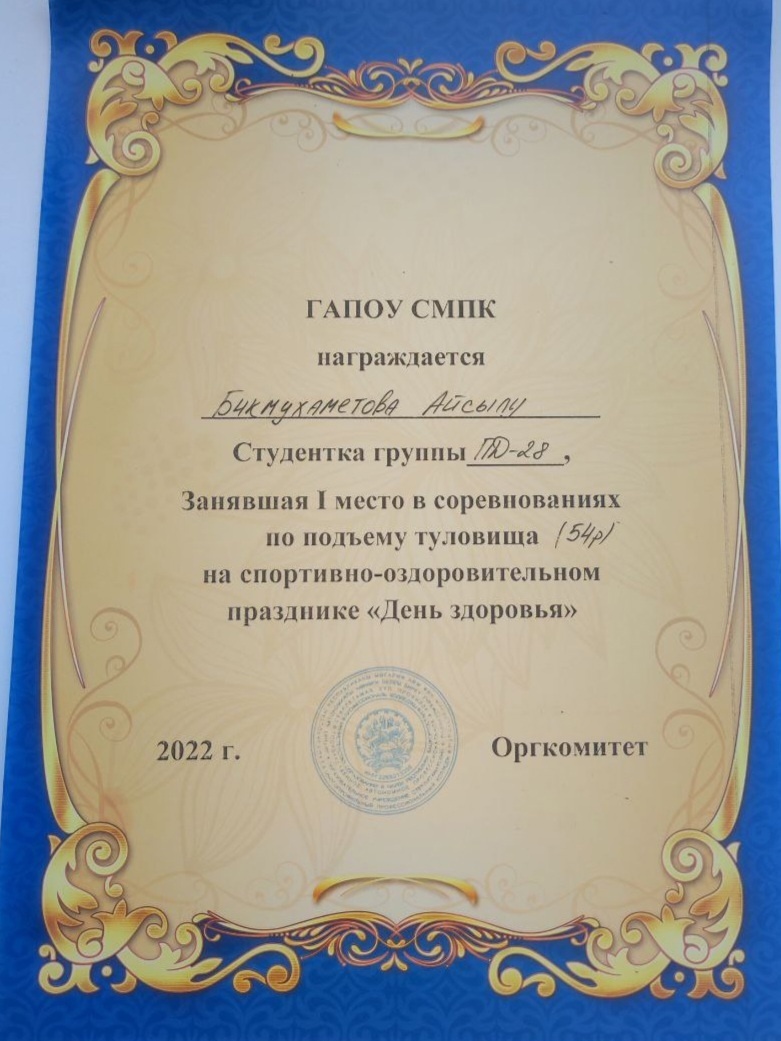 ГАПОУ СМПК
награждается
Бикмухаметова Айсылу
Студентка группы ПД-28,
Занявшая I место в соревнованиях
по подъему туловища (54р)
на спортивно-оздоровительном
празднике «День здоровья»
2022 г.
Оргкомитет